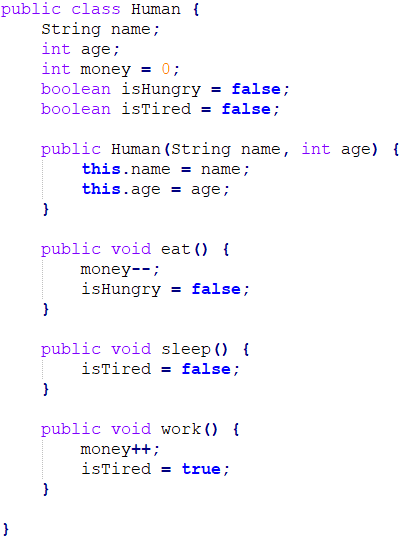 public class Human {
    String name;
    int age;
    int money = 0;
    boolean isHungry = false;
    boolean isTired = false;

    public Human(String name, int age) {
        this.name = name;
        this.age = age;
    }

    public void eat() {
        money--;
        isHungry = false;
    }

    public void sleep() {
        isTired = false;
    }

    public void work() {
        money++;
        isTired = true;
    }

}